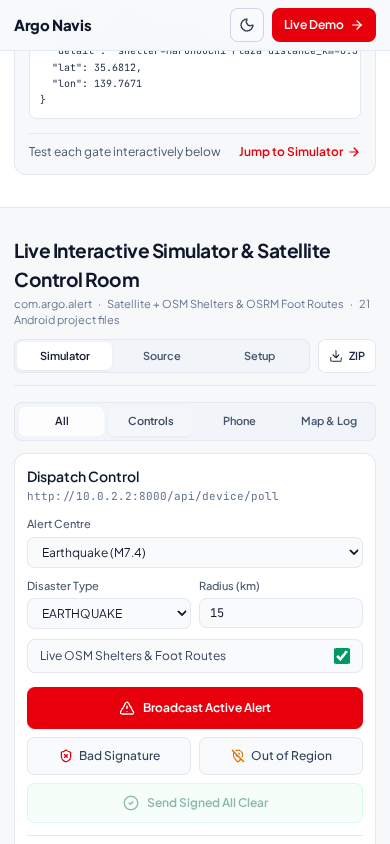 Argo Navis
Live Demo
"lat": 35.6812,
"lon": 139.7671
}
Test each gate interactively below
Jump to Simulator
Live Interactive Simulator & Satellite
Control Room
com.argo.alert · Satellite + OSM Shelters & OSRM Foot Routes · 21
Android project files
Simulator
Source
Setup
ZIP
All
Controls
Phone
Map & Log
Dispatch Control
http://10.0.2.2:8000/api/device/poll
Alert Centre
Earthquake (M7.4)
Disaster Type
Radius (km)
EARTHQUAKE
15
Live OSM Shelters & Foot Routes
Broadcast Active Alert
Bad Signature
Out of Region
Send Signed All Clear